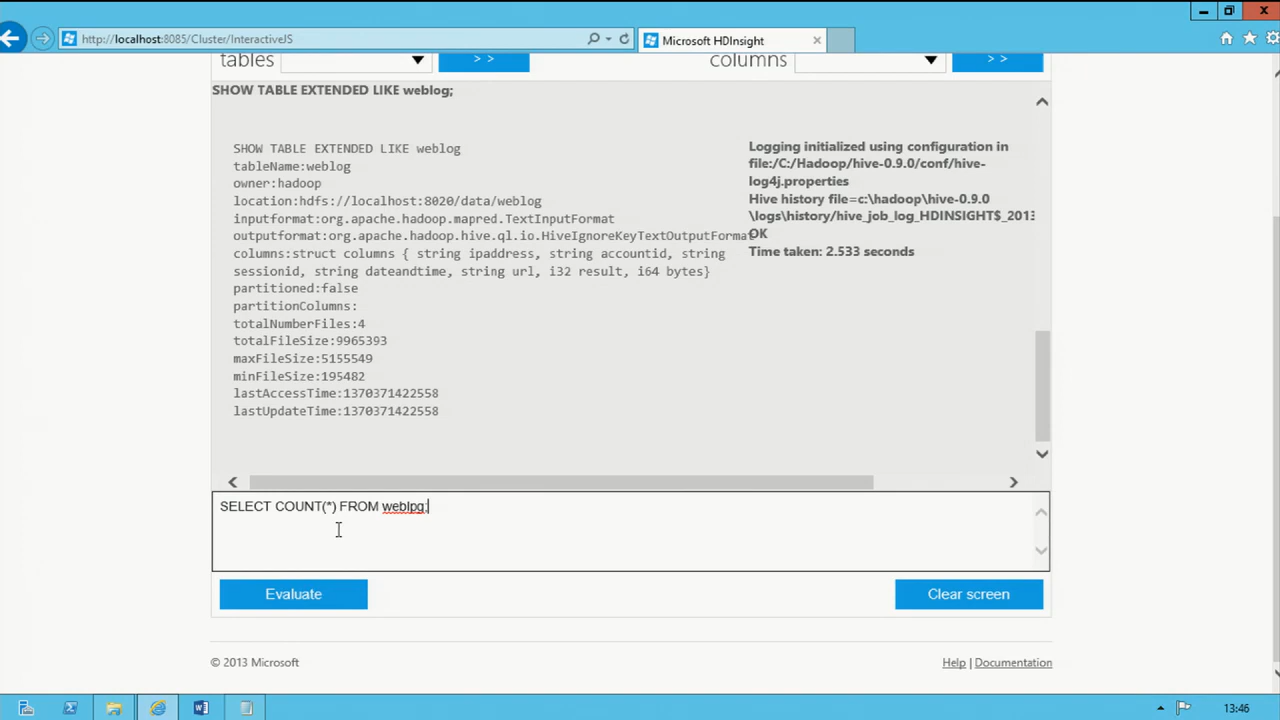 http://localhost:8085/Cluster/InteractiveJS
Microsoft HDInsight
tables
> >
columns
> >
SHOW TABLE EXTENDED LIKE weblog;
SHOW TABLE EXTENDED LIKE weblog
tableName:weblog
owner:hadoop
location:hdfs://localhost:8020/data/weblog
inputformat:org.apache.hadoop.mapred.TextInputFormat
outputformat:org.apache.hadoop.hive.ql.io.HiveIgnoreKeyTextOutputFormat
columns:struct columns { string ipaddress, string accountid, string
sessionid, string dateandtime, string url, i32 result, i64 bytes}
partitioned:false
partitionColumns:
totalNumberFiles:4
totalFileSize:9965393
maxFileSize:5155549
minFileSize:195482
lastAccessTime:1370371422558
lastUpdateTime:1370371422558
Logging initialized using configuration in
file:/C:/Hadoop/hive-0.9.0/conf/hive-
log4j.properties
Hive history file=c:\hadoop\hive-0.9.0
\logs\history/hive_job_log_HDINSIGHT$_2013
OK
Time taken: 2.533 seconds
SELECT COUNT(*) FROM weblpg;
Evaluate
Clear screen
© 2013 Microsoft
Help | Documentation
13:46